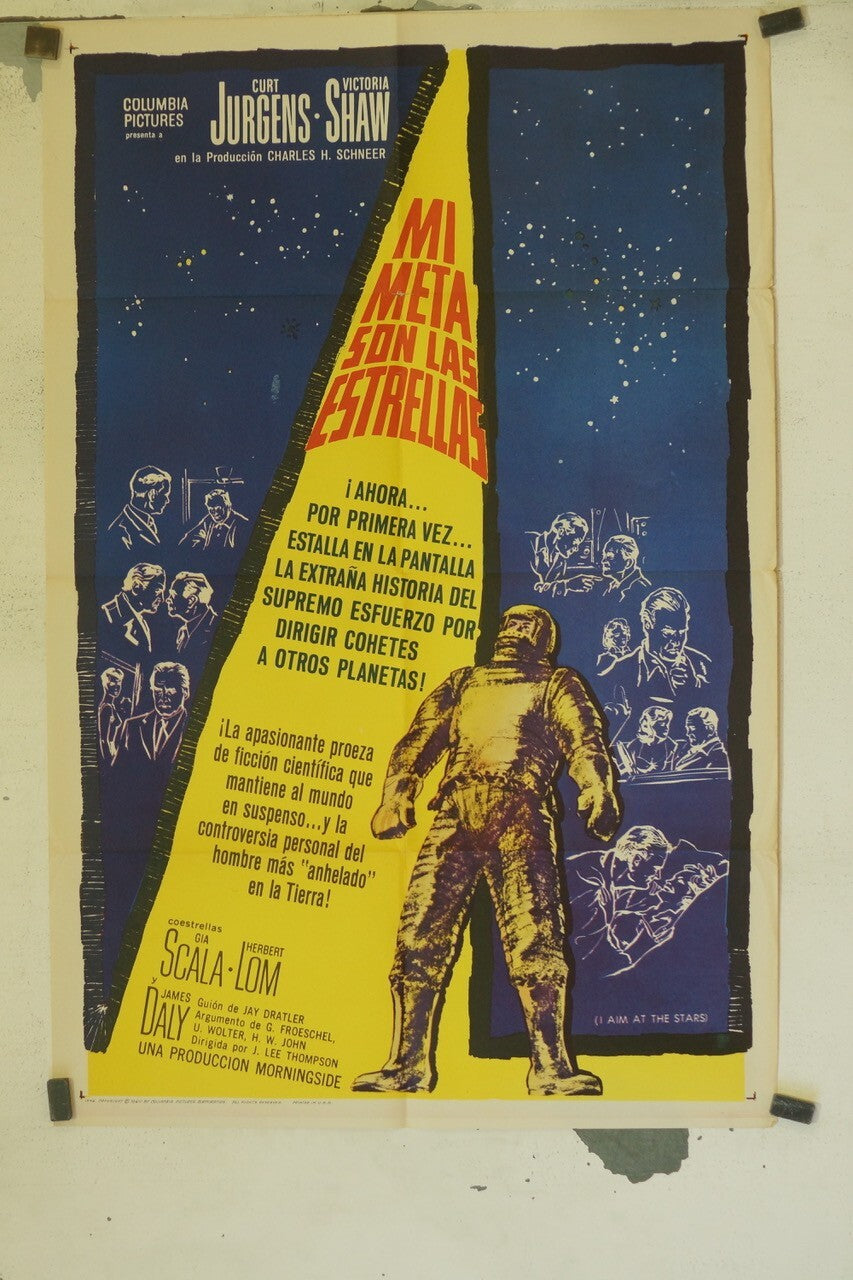 COLUMBIA
PICTURES
presenta a
CURT
JURGENS · 
VICTORIA
SHAW
en la Producción CHARLES H. SCHNEER
MI
META
SON LAS
ESTRELLAS
¡AHORA...
POR PRIMERA VEZ...
ESTALLA EN LA PANTALLA
LA EXTRAÑA HISTORIA DEL
SUPREMO ESFUERZO POR
DIRIGIR COHETES
A OTROS PLANETAS!
¡La apasionante proeza
de ficción científica que
mantiene al mundo
en suspenso...y la
controversia personal del
hombre más "anhelado"
en la Tierra!
coestrellas
GIA
SCALA ·
HERBERT
LOM
y
JAMES
DALY
Guión de JAY DRATLER
Argumento de G. FROESCHEL,
U. WOLTER, H. W. JOHN
Dirigida por J. LEE THOMPSON
UNA PRODUCCION MORNINGSIDE
(I AIM AT THE STARS)